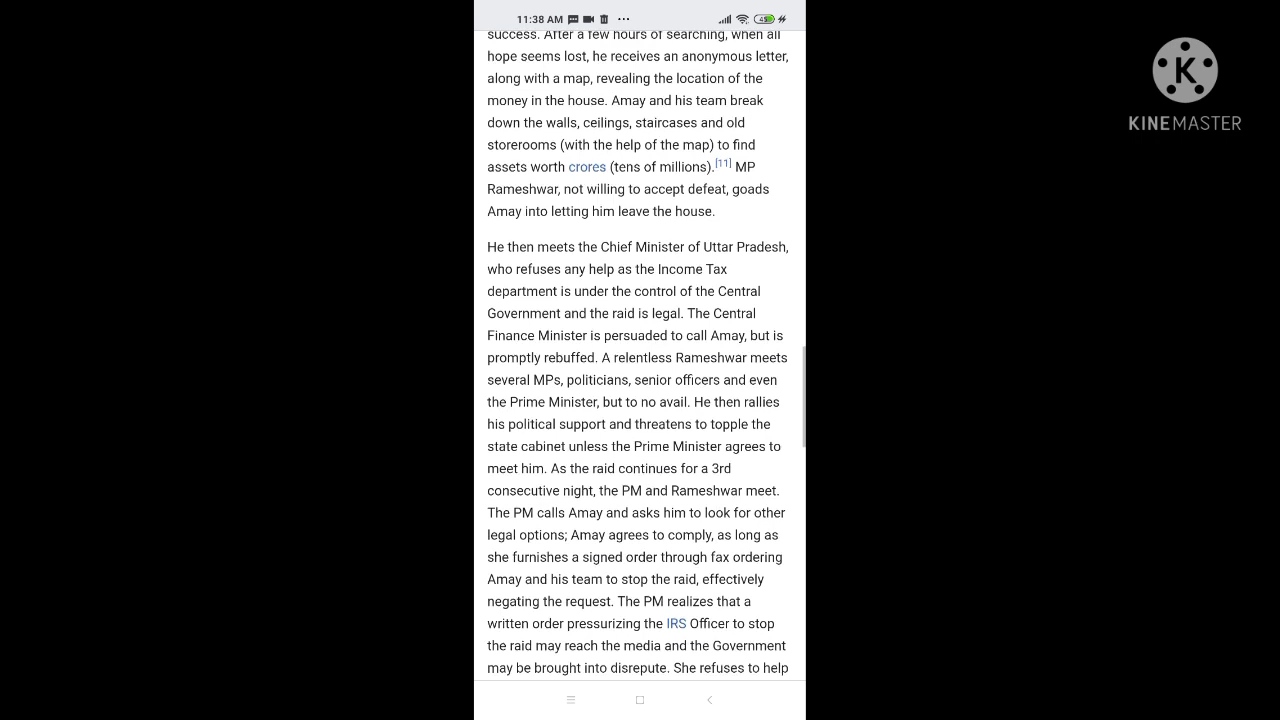 11:38 AM
45
success. After a few hours of searching, when all
hope seems lost, he receives an anonymous letter,
along with a map, revealing the location of the
money in the house. Amay and his team break
down the walls, ceilings, staircases and old
storerooms (with the help of the map) to find
assets worth crores (tens of millions).[11] MP
Rameshwar, not willing to accept defeat, goads
Amay into letting him leave the house.
He then meets the Chief Minister of Uttar Pradesh,
who refuses any help as the Income Tax
department is under the control of the Central
Government and the raid is legal. The Central
Finance Minister is persuaded to call Amay, but is
promptly rebuffed. A relentless Rameshwar meets
several MPs, politicians, senior officers and even
the Prime Minister, but to no avail. He then rallies
his political support and threatens to topple the
state cabinet unless the Prime Minister agrees to
meet him. As the raid continues for a 3rd
consecutive night, the PM and Rameshwar meet.
The PM calls Amay and asks him to look for other
legal options; Amay agrees to comply, as long as
she furnishes a signed order through fax ordering
Amay and his team to stop the raid, effectively
negating the request. The PM realizes that a
written order pressurizing the IRS Officer to stop
the raid may reach the media and the Government
may be brought into disrepute. She refuses to help
K
KINEMASTER